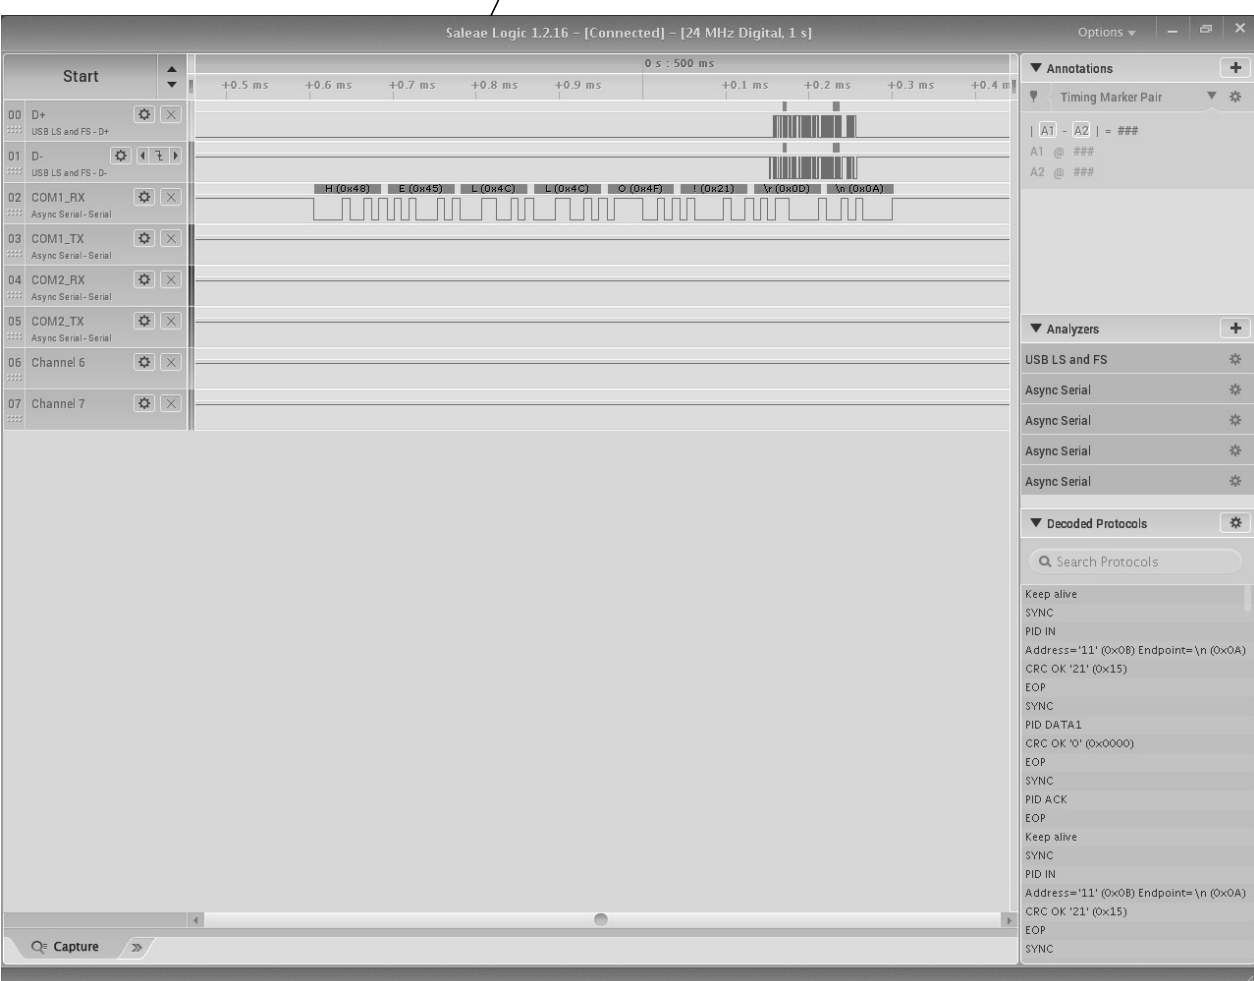 Saleae Logic 1.2.16 – [Connected] – [24 MHz Digital, 1 s]
Options
Start
0 s : 500 ms
+0.5 ms +0.6 ms +0.7 ms +0.8 ms +0.9 ms +0.1 ms +0.2 ms +0.3 ms +0.4 m
00 D+
USB LS and FS - D+
01 D-
USB LS and FS - D-
02 COM1_RX
Async Serial - Serial
H (0x48) E (0x45) L (0x4C) L (0x4C) O (0x4F) ! (0x21) \r (0x0D) \n (0x0A)
03 COM1_TX
Async Serial - Serial
04 COM2_RX
Async Serial - Serial
05 COM2_TX
Async Serial - Serial
06 Channel 6
07 Channel 7
Capture
Annotations
Timing Marker Pair
| A1 - A2 | = ###
A1 @ ###
A2 @ ###
Analyzers
USB LS and FS
Async Serial
Async Serial
Async Serial
Async Serial
Decoded Protocols
Search Protocols
Keep alive
SYNC
PID IN
Address='11' (0x0B) Endpoint=\n (0x0A)
CRC OK '21' (0x15)
EOP
SYNC
PID DATA1
CRC OK '0' (0x0000)
EOP
SYNC
PID ACK
EOP
Keep alive
SYNC
PID IN
Address='11' (0x0B) Endpoint=\n (0x0A)
CRC OK '21' (0x15)
EOP
SYNC